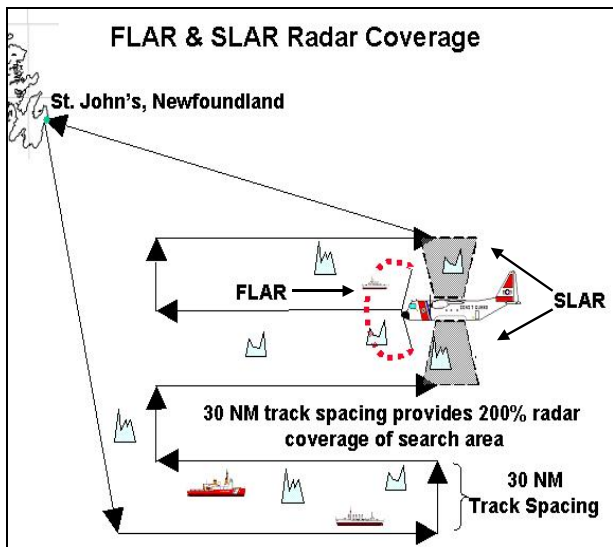 FLAR & SLAR Radar Coverage
St. John's, Newfoundland
FLAR
SLAR
30 NM track spacing provides 200% radar
coverage of search area
30 NM
Track Spacing